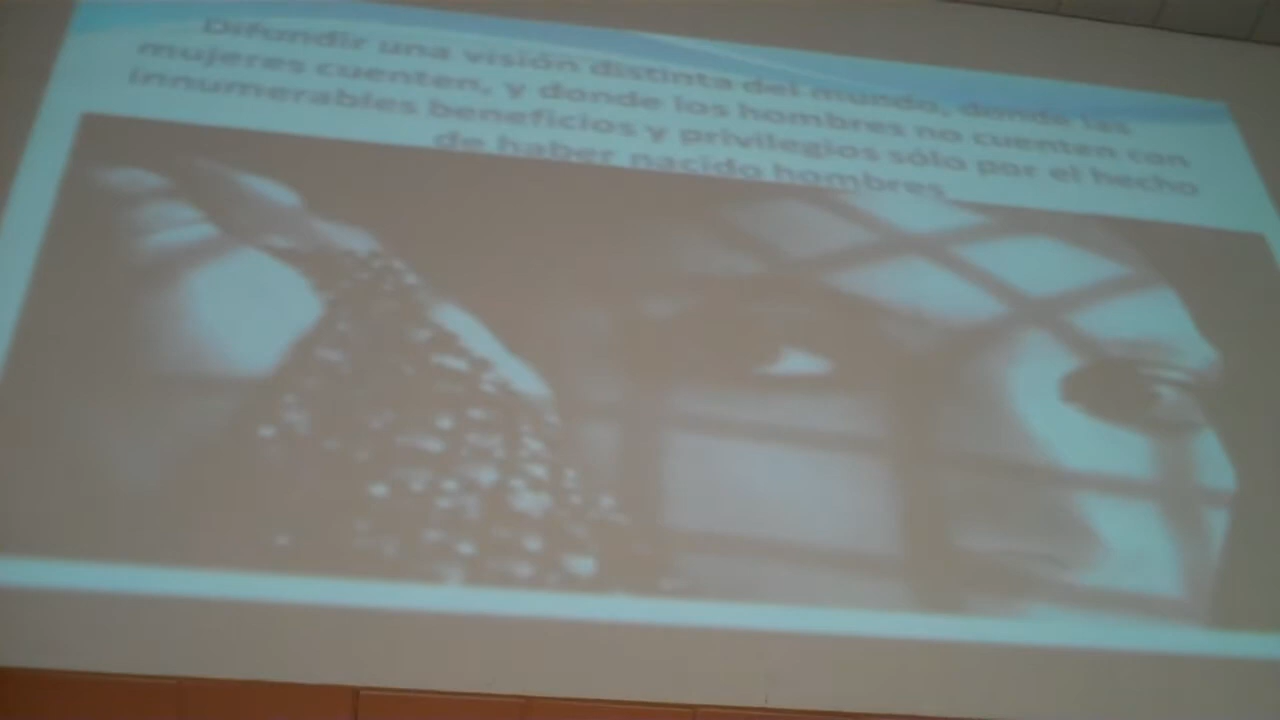 Difundir una visión distinta del mundo, donde las
mujeres cuenten, y donde los hombres no cuenten con
innumerables beneficios y privilegios sólo por el hecho
de haber nacido hombres